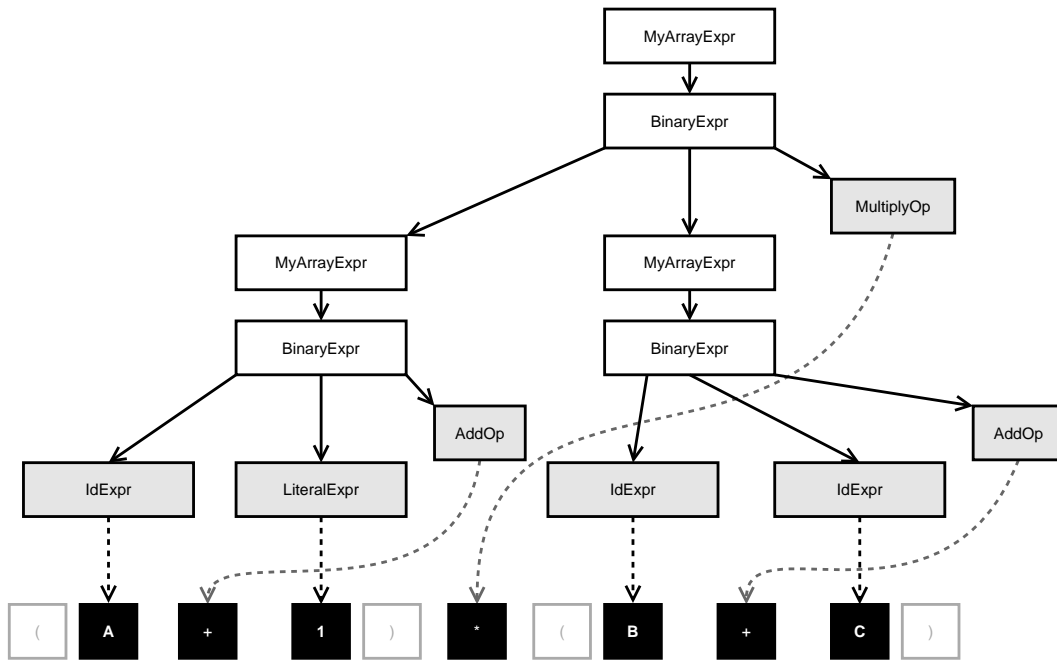 MyArrayExpr
BinaryExpr
MultiplyOp
MyArrayExpr
MyArrayExpr
BinaryExpr
BinaryExpr
AddOp
AddOp
IdExpr
LiteralExpr
IdExpr
IdExpr
( A + 1 ) * ( B + C )